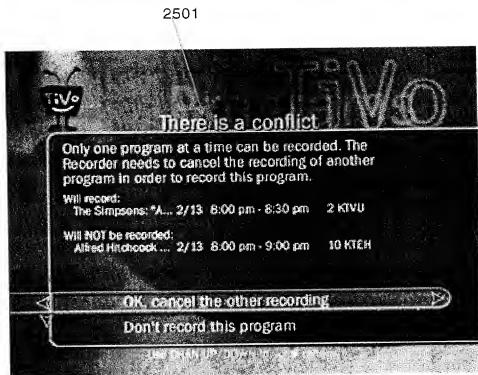 2501
TiVo
TiVo
There is a conflict
Only one program at a time can be recorded. The
Recorder needs to cancel the recording of another
program in order to record this program.
Will record:
The Simpsons: "A... 2/13 8:00 pm - 8:30 pm 2 KTVU
Will NOT be recorded:
Alfred Hitchcock ... 2/13 8:00 pm - 9:00 pm 10 KTEH
OK, cancel the other recording
Don't record this program
CHAN UP/DOWN